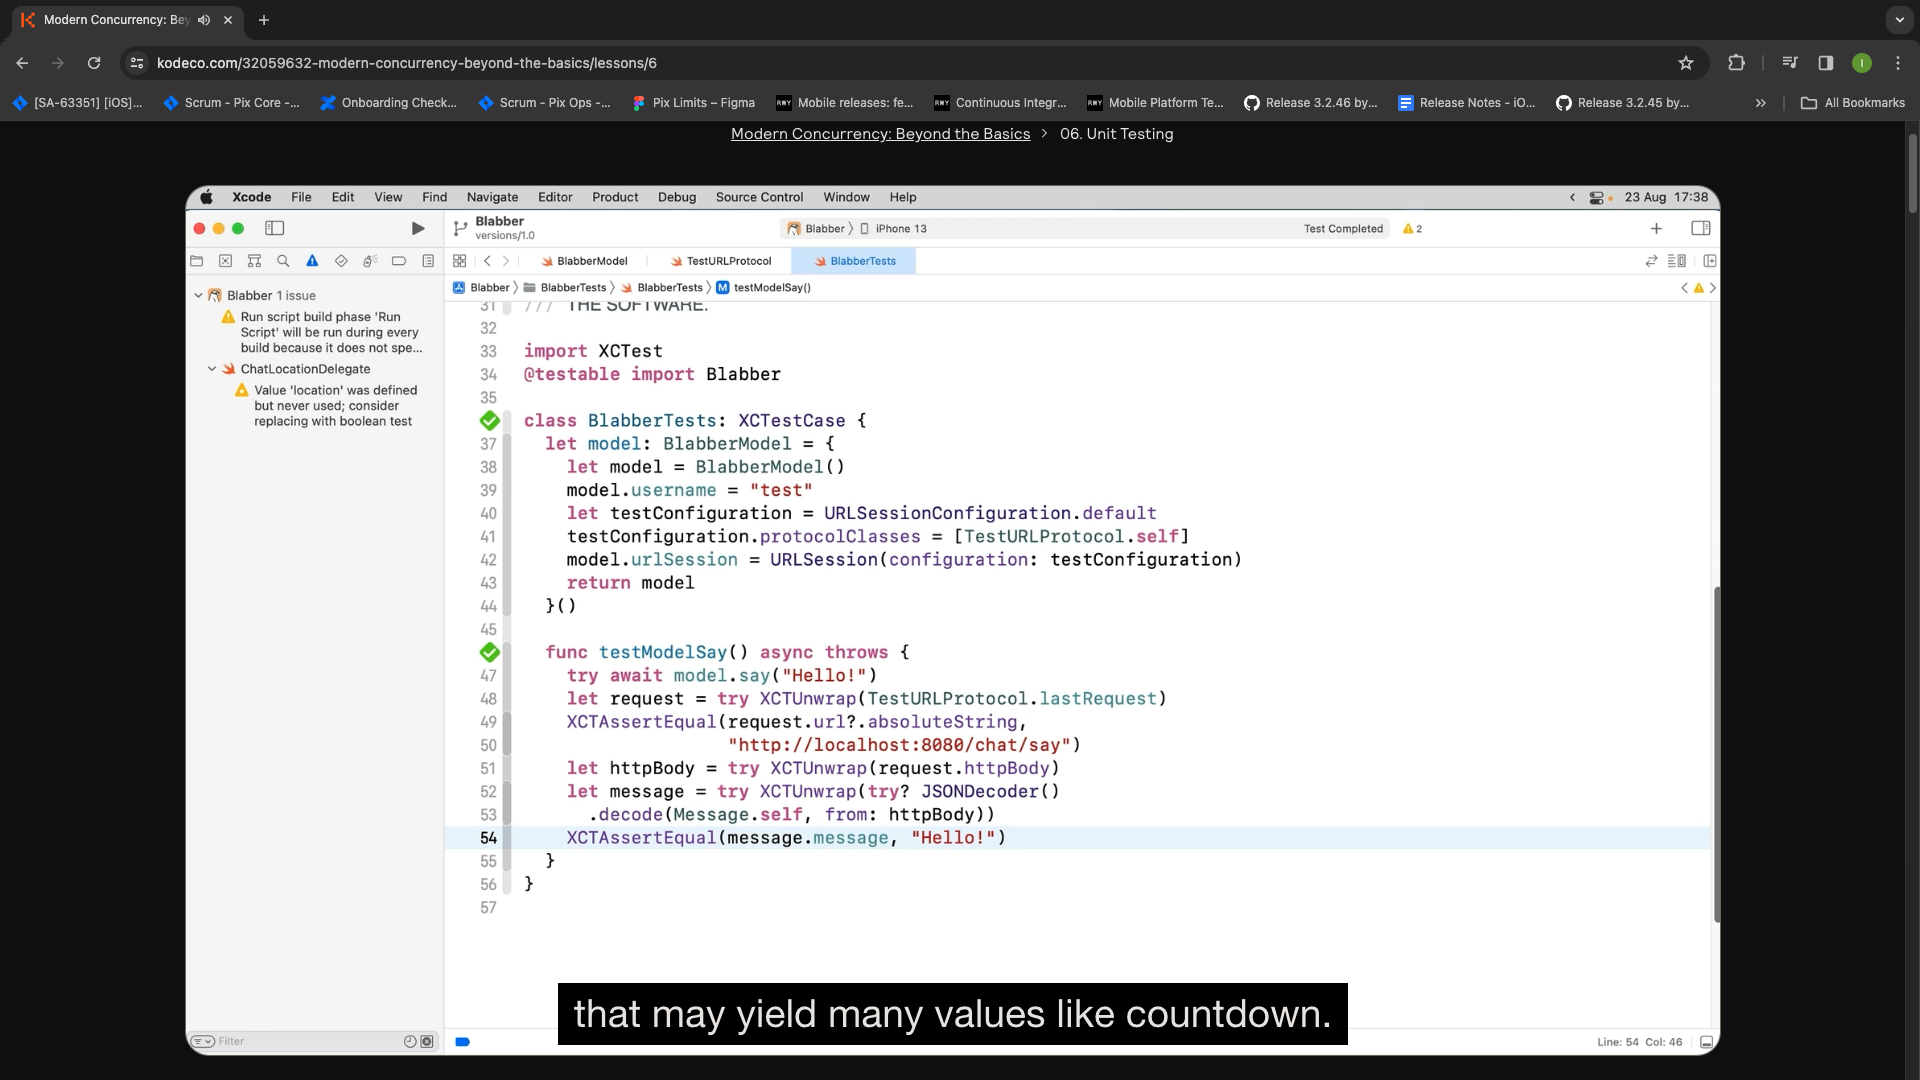 Modern Concurrency: Bey
kodeco.com/32059632-modern-concurrency-beyond-the-basics/lessons/6
I
[SA-63351] [iOS]...
Scrum - Pix Core -...
Onboarding Check...
Scrum - Pix Ops -...
Pix Limits – Figma
RWY Mobile releases: fe...
RWY Continuous Integr...
RWY Mobile Platform Te...
Release 3.2.46 by...
Release Notes - iO...
Release 3.2.45 by...
All Bookmarks
Modern Concurrency: Beyond the Basics > 06. Unit Testing
Xcode File Edit View Find Navigate Editor Product Debug Source Control Window Help
23 Aug 17:38
Blabber
versions/1.0
Blabber 〉 iPhone 13
Test Completed
2
BlabberModel
TestURLProtocol
BlabberTests
Blabber 〉 BlabberTests 〉 BlabberTests 〉 M testModelSay()
Blabber 1 issue
Run script build phase 'Run
Script' will be run during every
build because it does not spe...
ChatLocationDelegate
Value 'location' was defined
but never used; consider
replacing with boolean test
31 /// THE SOFTWARE.
32
33 import XCTest
34 @testable import Blabber
35
class BlabberTests: XCTestCase {
37 let model: BlabberModel = {
38 let model = BlabberModel()
39 model.username = "test"
40 let testConfiguration = URLSessionConfiguration.default
41 testConfiguration.protocolClasses = [TestURLProtocol.self]
42 model.urlSession = URLSession(configuration: testConfiguration)
43 return model
44 }()
45
func testModelSay() async throws {
47 try await model.say("Hello!")
48 let request = try XCTUnwrap(TestURLProtocol.lastRequest)
49 XCTAssertEqual(request.url?.absoluteString,
50 "http://localhost:8080/chat/say")
51 let httpBody = try XCTUnwrap(request.httpBody)
52 let message = try XCTUnwrap(try? JSONDecoder()
53 .decode(Message.self, from: httpBody))
54 XCTAssertEqual(message.message, "Hello!")
55 }
56 }
57
that may yield many values like countdown.
Filter
Line: 54 Col: 46